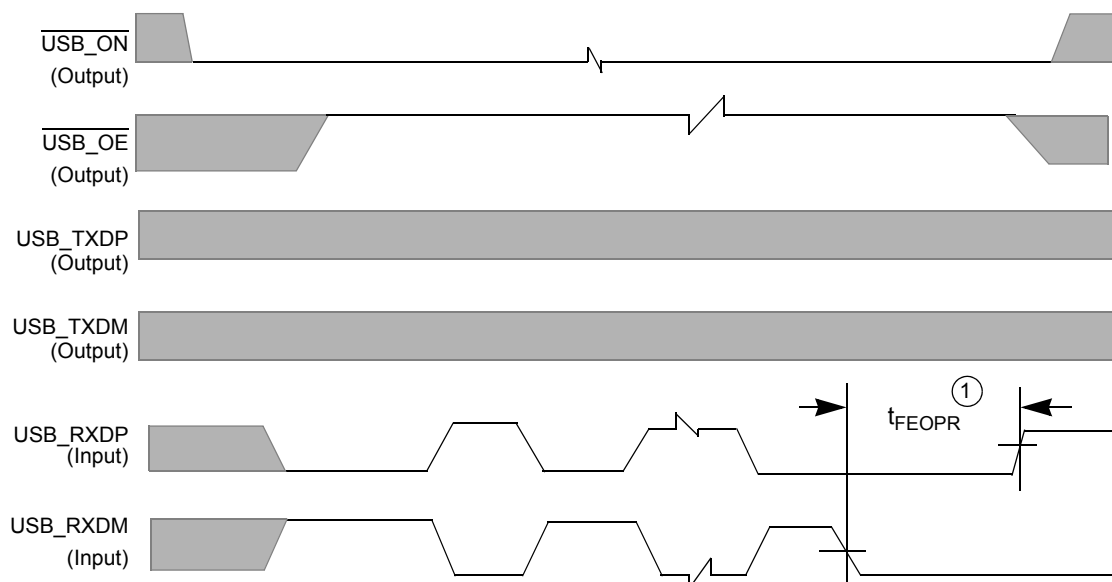 USB_ON
(Output)
USB_OE
(Output)
USB_TXDP
(Output)
USB_TXDM
(Output)
USB_RXDP
(Input)
1
tFEOPR
USB_RXDM
(Input)